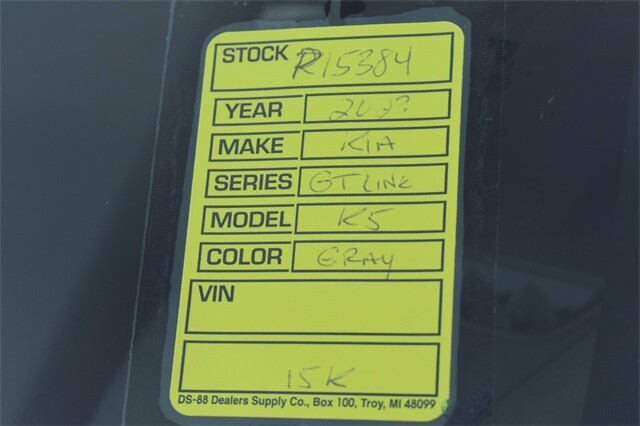 STOCK R15384
YEAR 2023
MAKE KIA
SERIES GT LINE
MODEL K5
COLOR GRAY
VIN
15K
DS-88 Dealers Supply Co., Box 100, Troy, MI 48099